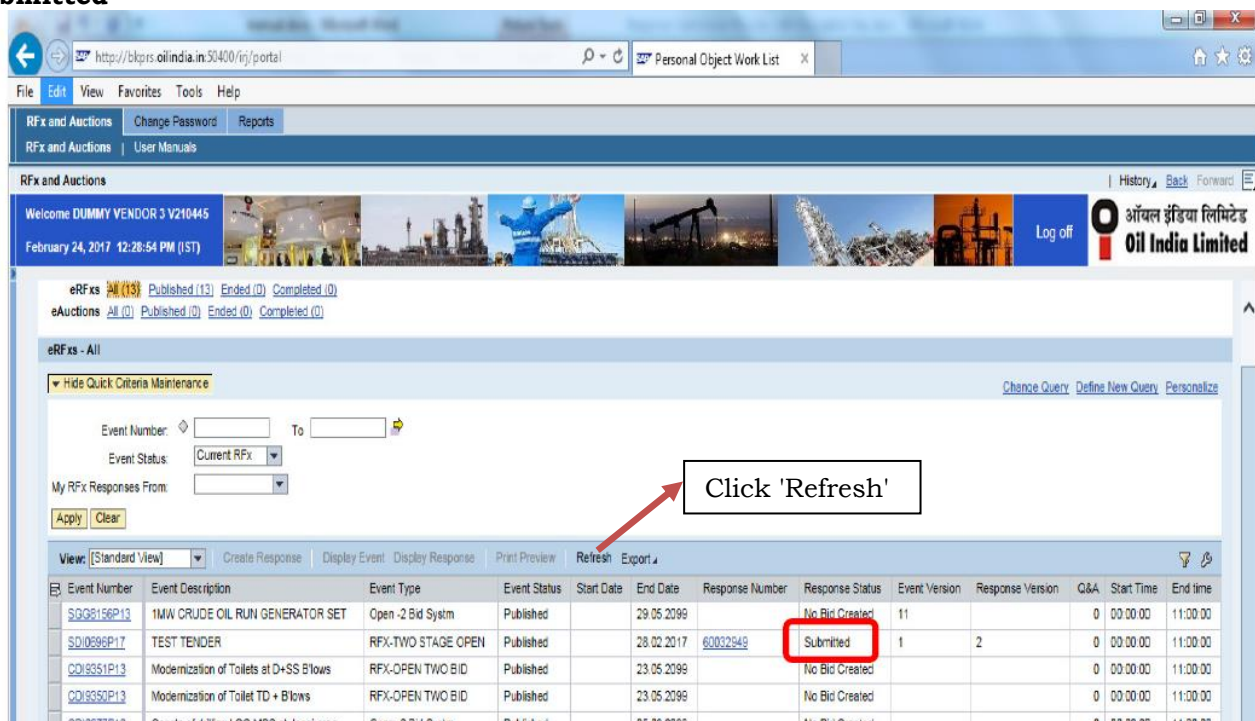 bmitted
http://bkprs.oilindia.in:50400/irj/portal
Personal Object Work List
File Edit View Favorites Tools Help
RFx and Auctions Change Password Reports
RFx and Auctions | User Manuals
RFx and Auctions | History Back Forward
Welcome DUMMY VENDOR 3 V210445
February 24, 2017 12:28:54 PM (IST)
Log off
ऑयल इंडिया लिमिटेड
Oil India Limited
eRFxs All (13) Published (13) Ended (0) Completed (0)
eAuctions All (0) Published (0) Ended (0) Completed (0)
eRFxs - All
Hide Quick Criteria Maintenance Change Query Define New Query Personalize
Event Number: To
Event Status: Current RFx
My RFx Responses From:
Click 'Refresh'
Apply Clear
View: [Standard View] Create Response Display Event Display Response Print Preview Refresh Export
Event Number Event Description Event Type Event Status Start Date End Date Response Number Response Status Event Version Response Version Q&A Start Time End time
SGG8156P13 1MW CRUDE OIL RUN GENERATOR SET Open -2 Bid Systm Published 29.05.2099 No Bid Created 11 0 00:00:00 11:00:00
SDI0696P17 TEST TENDER RFX-TWO STAGE OPEN Published 28.02.2017 60032949 Submitted 1 2 0 00:00:00 11:00:00
CDI9351P13 Modernization of Toilets at D+SS B'lows RFX-OPEN TWO BID Published 23.05.2099 No Bid Created 0 00:00:00 11:00:00
CDI9350P13 Modernization of Toilet TD + B'lows RFX-OPEN TWO BID Published 23.05.2099 No Bid Created 0 00:00:00 11:00:00